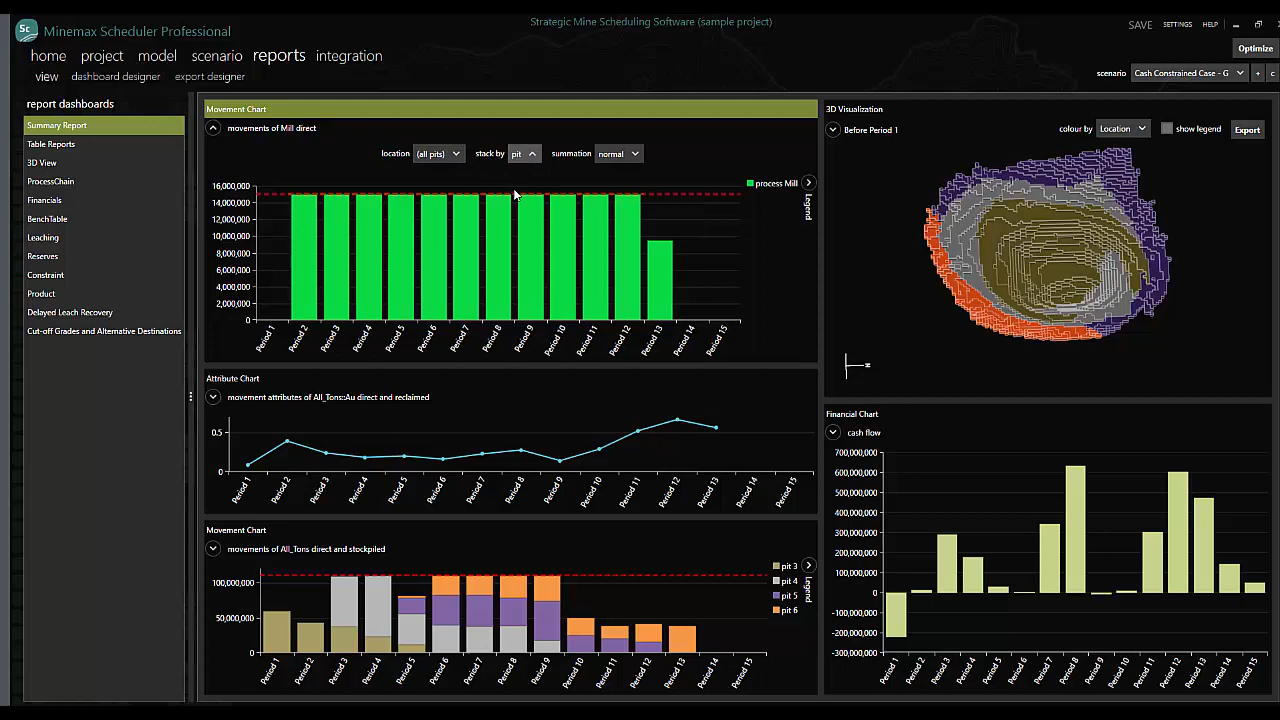 Sc
Minemax Scheduler Professional
Strategic Mine Scheduling Software (sample project)
SAVE SETTINGS HELP
home project model scenario reports integration
Optimize
view dashboard designer export designer
scenario Cash Constrained Case - G + c
report dashboards
Summary Report
Table Reports
3D View
ProcessChain
Financials
BenchTable
Leaching
Reserves
Constraint
Product
Delayed Leach Recovery
Cut-off Grades and Alternative Destinations
Movement Chart
movements of Mill direct
location (all pits) stack by pit summation normal
16,000,000
14,000,000
12,000,000
10,000,000
8,000,000
6,000,000
4,000,000
2,000,000
0
Period 1
Period 2
Period 3
Period 4
Period 5
Period 6
Period 7
Period 8
Period 9
Period 10
Period 11
Period 12
Period 13
Period 14
Period 15
process Mill
Legend
Attribute Chart
movement attributes of All_Tons::Au direct and reclaimed
0.5
0
Period 1
Period 2
Period 3
Period 4
Period 5
Period 6
Period 7
Period 8
Period 9
Period 10
Period 11
Period 12
Period 13
Period 14
Period 15
Movement Chart
movements of All_Tons direct and stockpiled
100,000,000
50,000,000
0
Period 1
Period 2
Period 3
Period 4
Period 5
Period 6
Period 7
Period 8
Period 9
Period 10
Period 11
Period 12
Period 13
Period 14
Period 15
pit 3
pit 4
pit 5
pit 6
Legend
3D Visualization
Before Period 1
colour by Location show legend Export
Financial Chart
cash flow
700,000,000
600,000,000
500,000,000
400,000,000
300,000,000
200,000,000
100,000,000
0
-100,000,000
-200,000,000
-300,000,000
Period 1
Period 2
Period 3
Period 4
Period 5
Period 6
Period 7
Period 8
Period 9
Period 10
Period 11
Period 12
Period 13
Period 14
Period 15